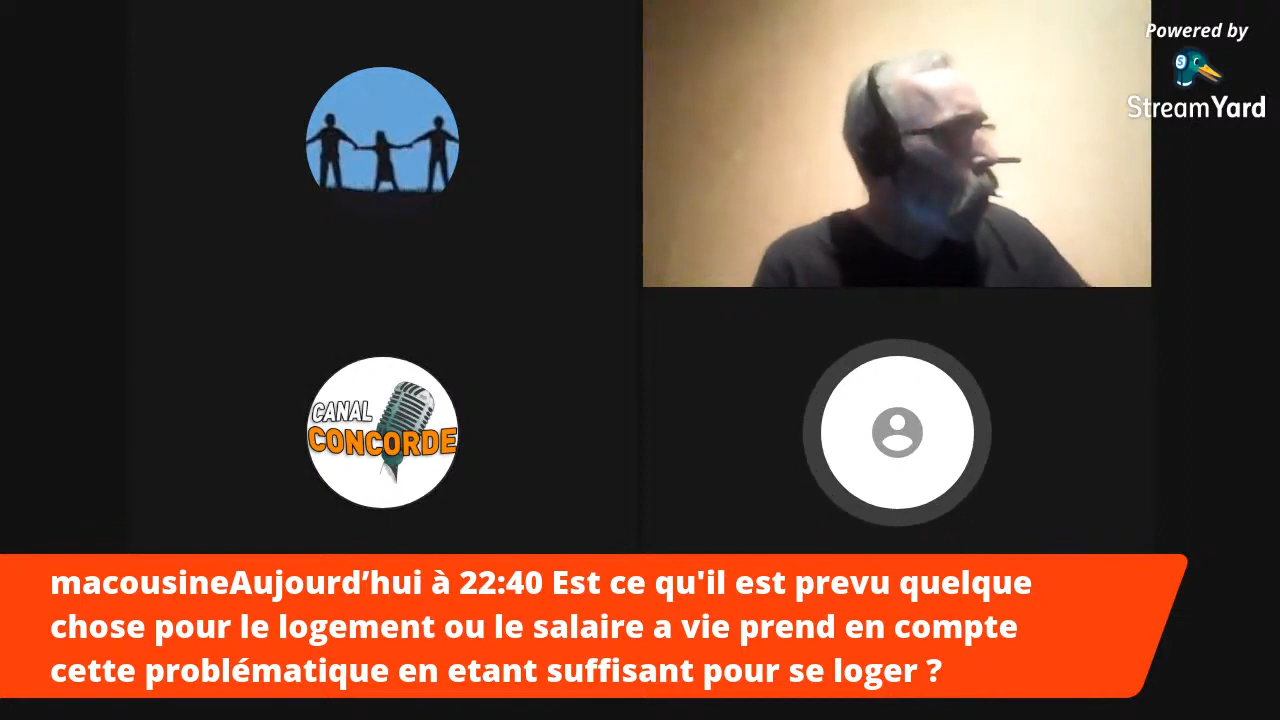 Powered by
StreamYard
CANAL
CONCORDE
macousineAujourd’hui à 22:40 Est ce qu'il est prevu quelque
chose pour le logement ou le salaire a vie prend en compte
cette problématique en etant suffisant pour se loger ?